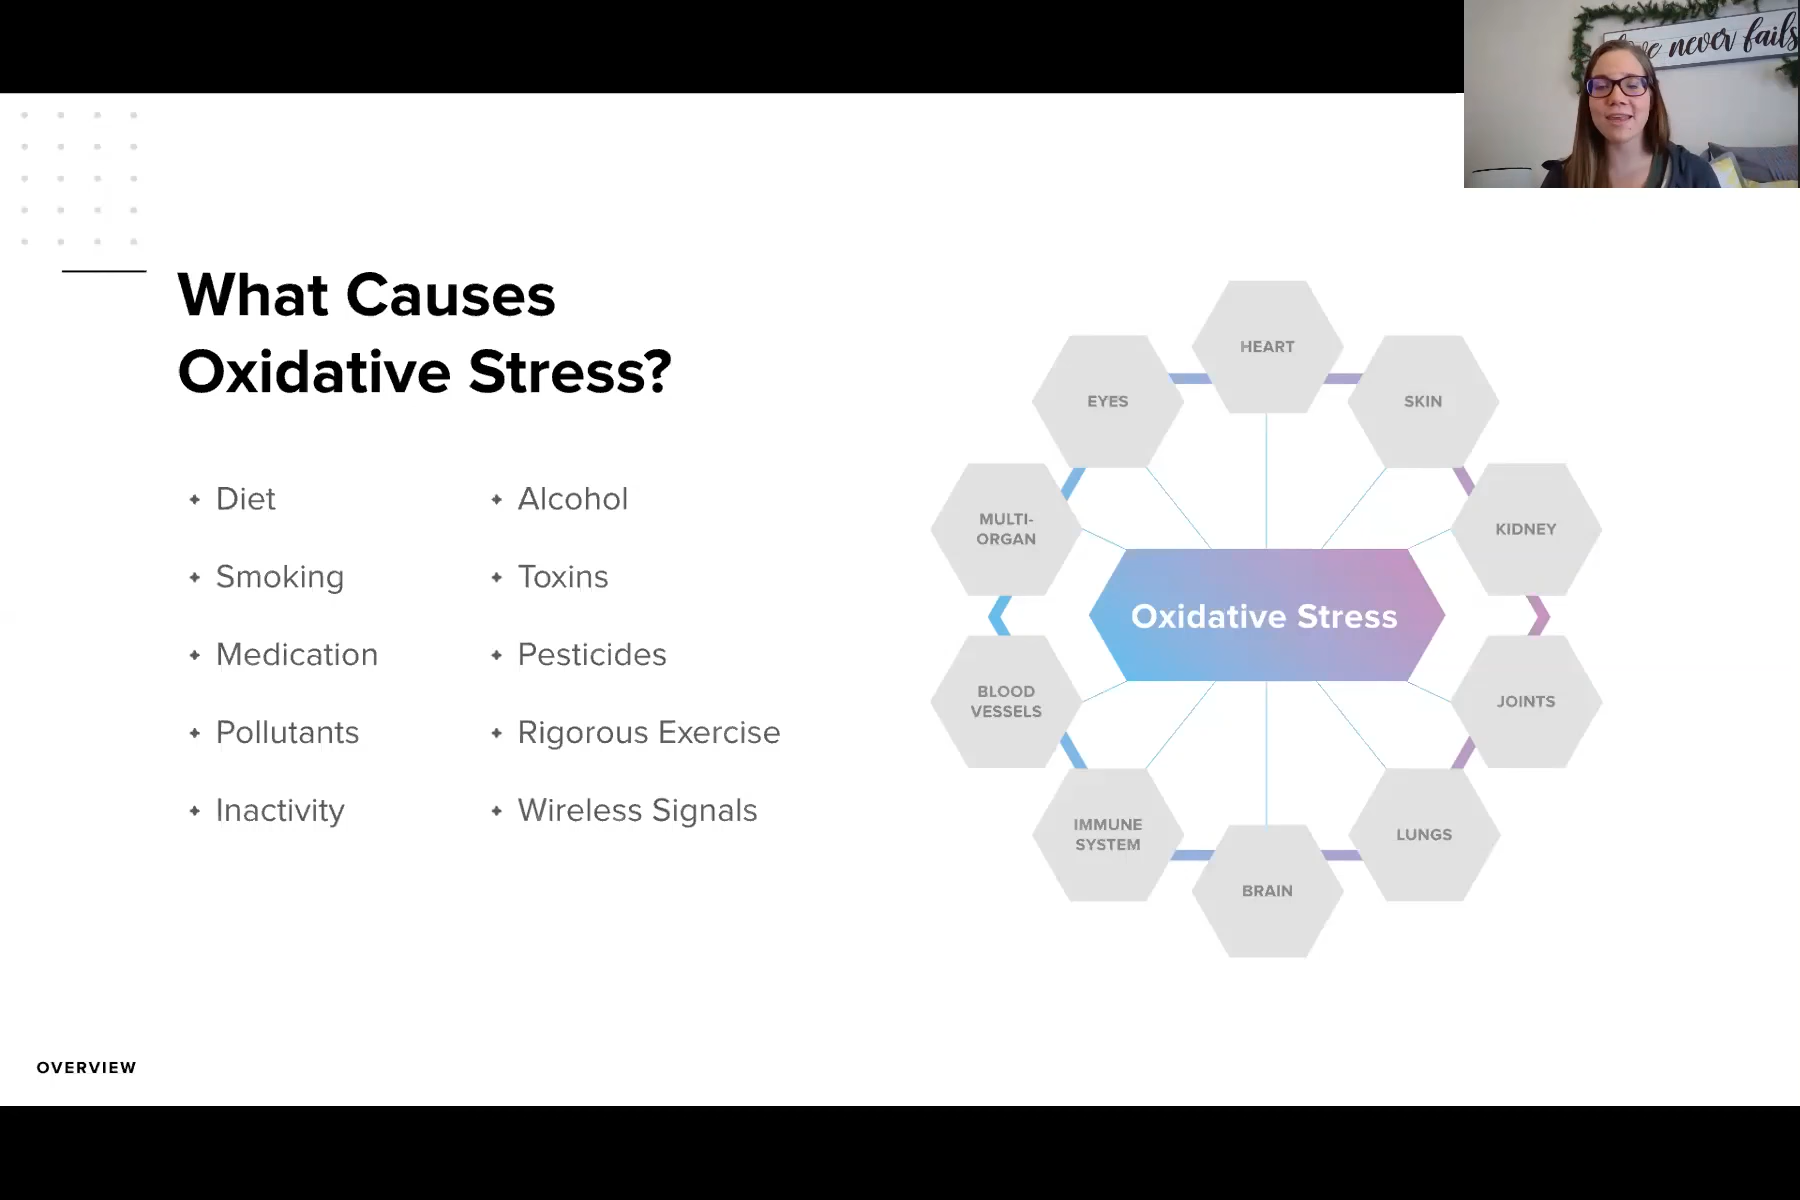 never fails
What Causes
Oxidative Stress?
Diet
Smoking
Medication
Pollutants
Inactivity
Alcohol
Toxins
Pesticides
Rigorous Exercise
Wireless Signals
HEART
EYES
SKIN
MULTI-
ORGAN
KIDNEY
Oxidative Stress
BLOOD
VESSELS
JOINTS
IMMUNE
SYSTEM
LUNGS
BRAIN
OVERVIEW